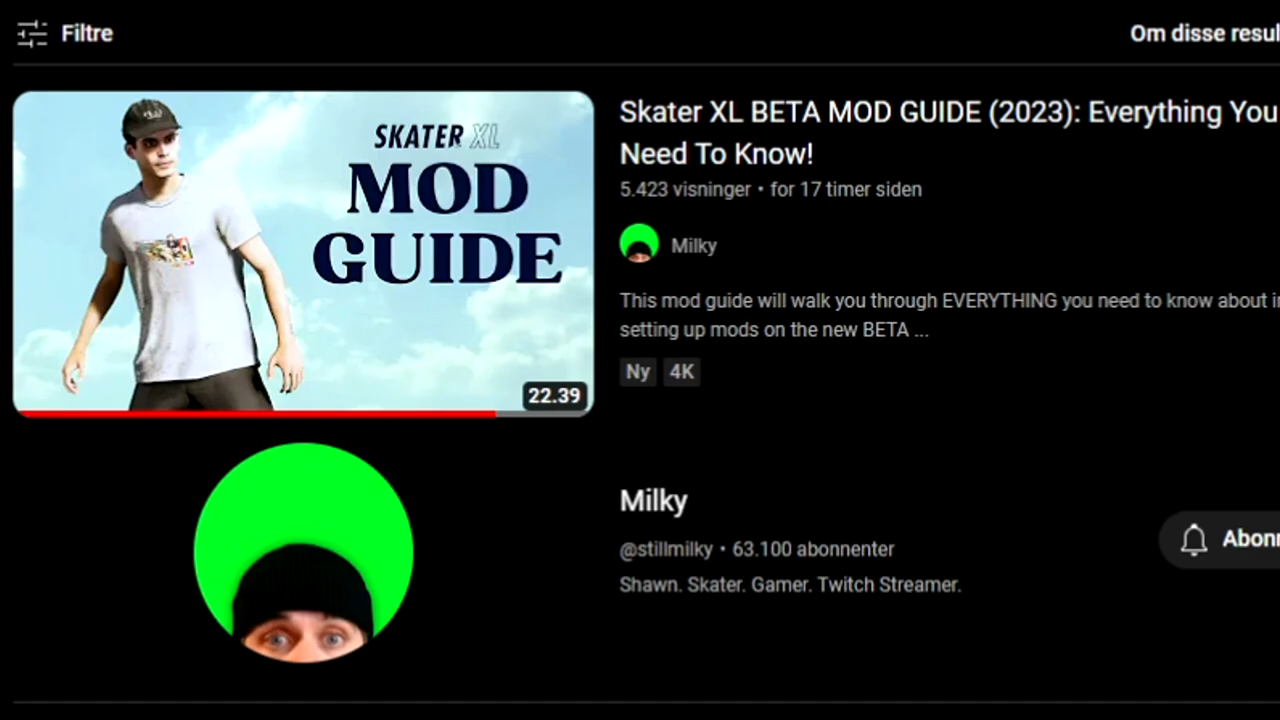 Filtre
Om disse resul
SKATER XL
MOD
GUIDE
22.39
Skater XL BETA MOD GUIDE (2023): Everything You
Need To Know!
5.423 visninger • for 17 timer siden
Milky
This mod guide will walk you through EVERYTHING you need to know about i
setting up mods on the new BETA ...
Ny 4K
Milky
@stillmilky • 63.100 abonnenter
Shawn. Skater. Gamer. Twitch Streamer.
Abonn